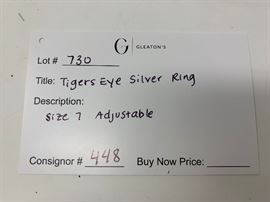 G | GLEATON'S
Lot # 730
Title: Tigers Eye Silver Ring
Description:
Size 7 Adjustable
Consignor # 448 Buy Now Price: